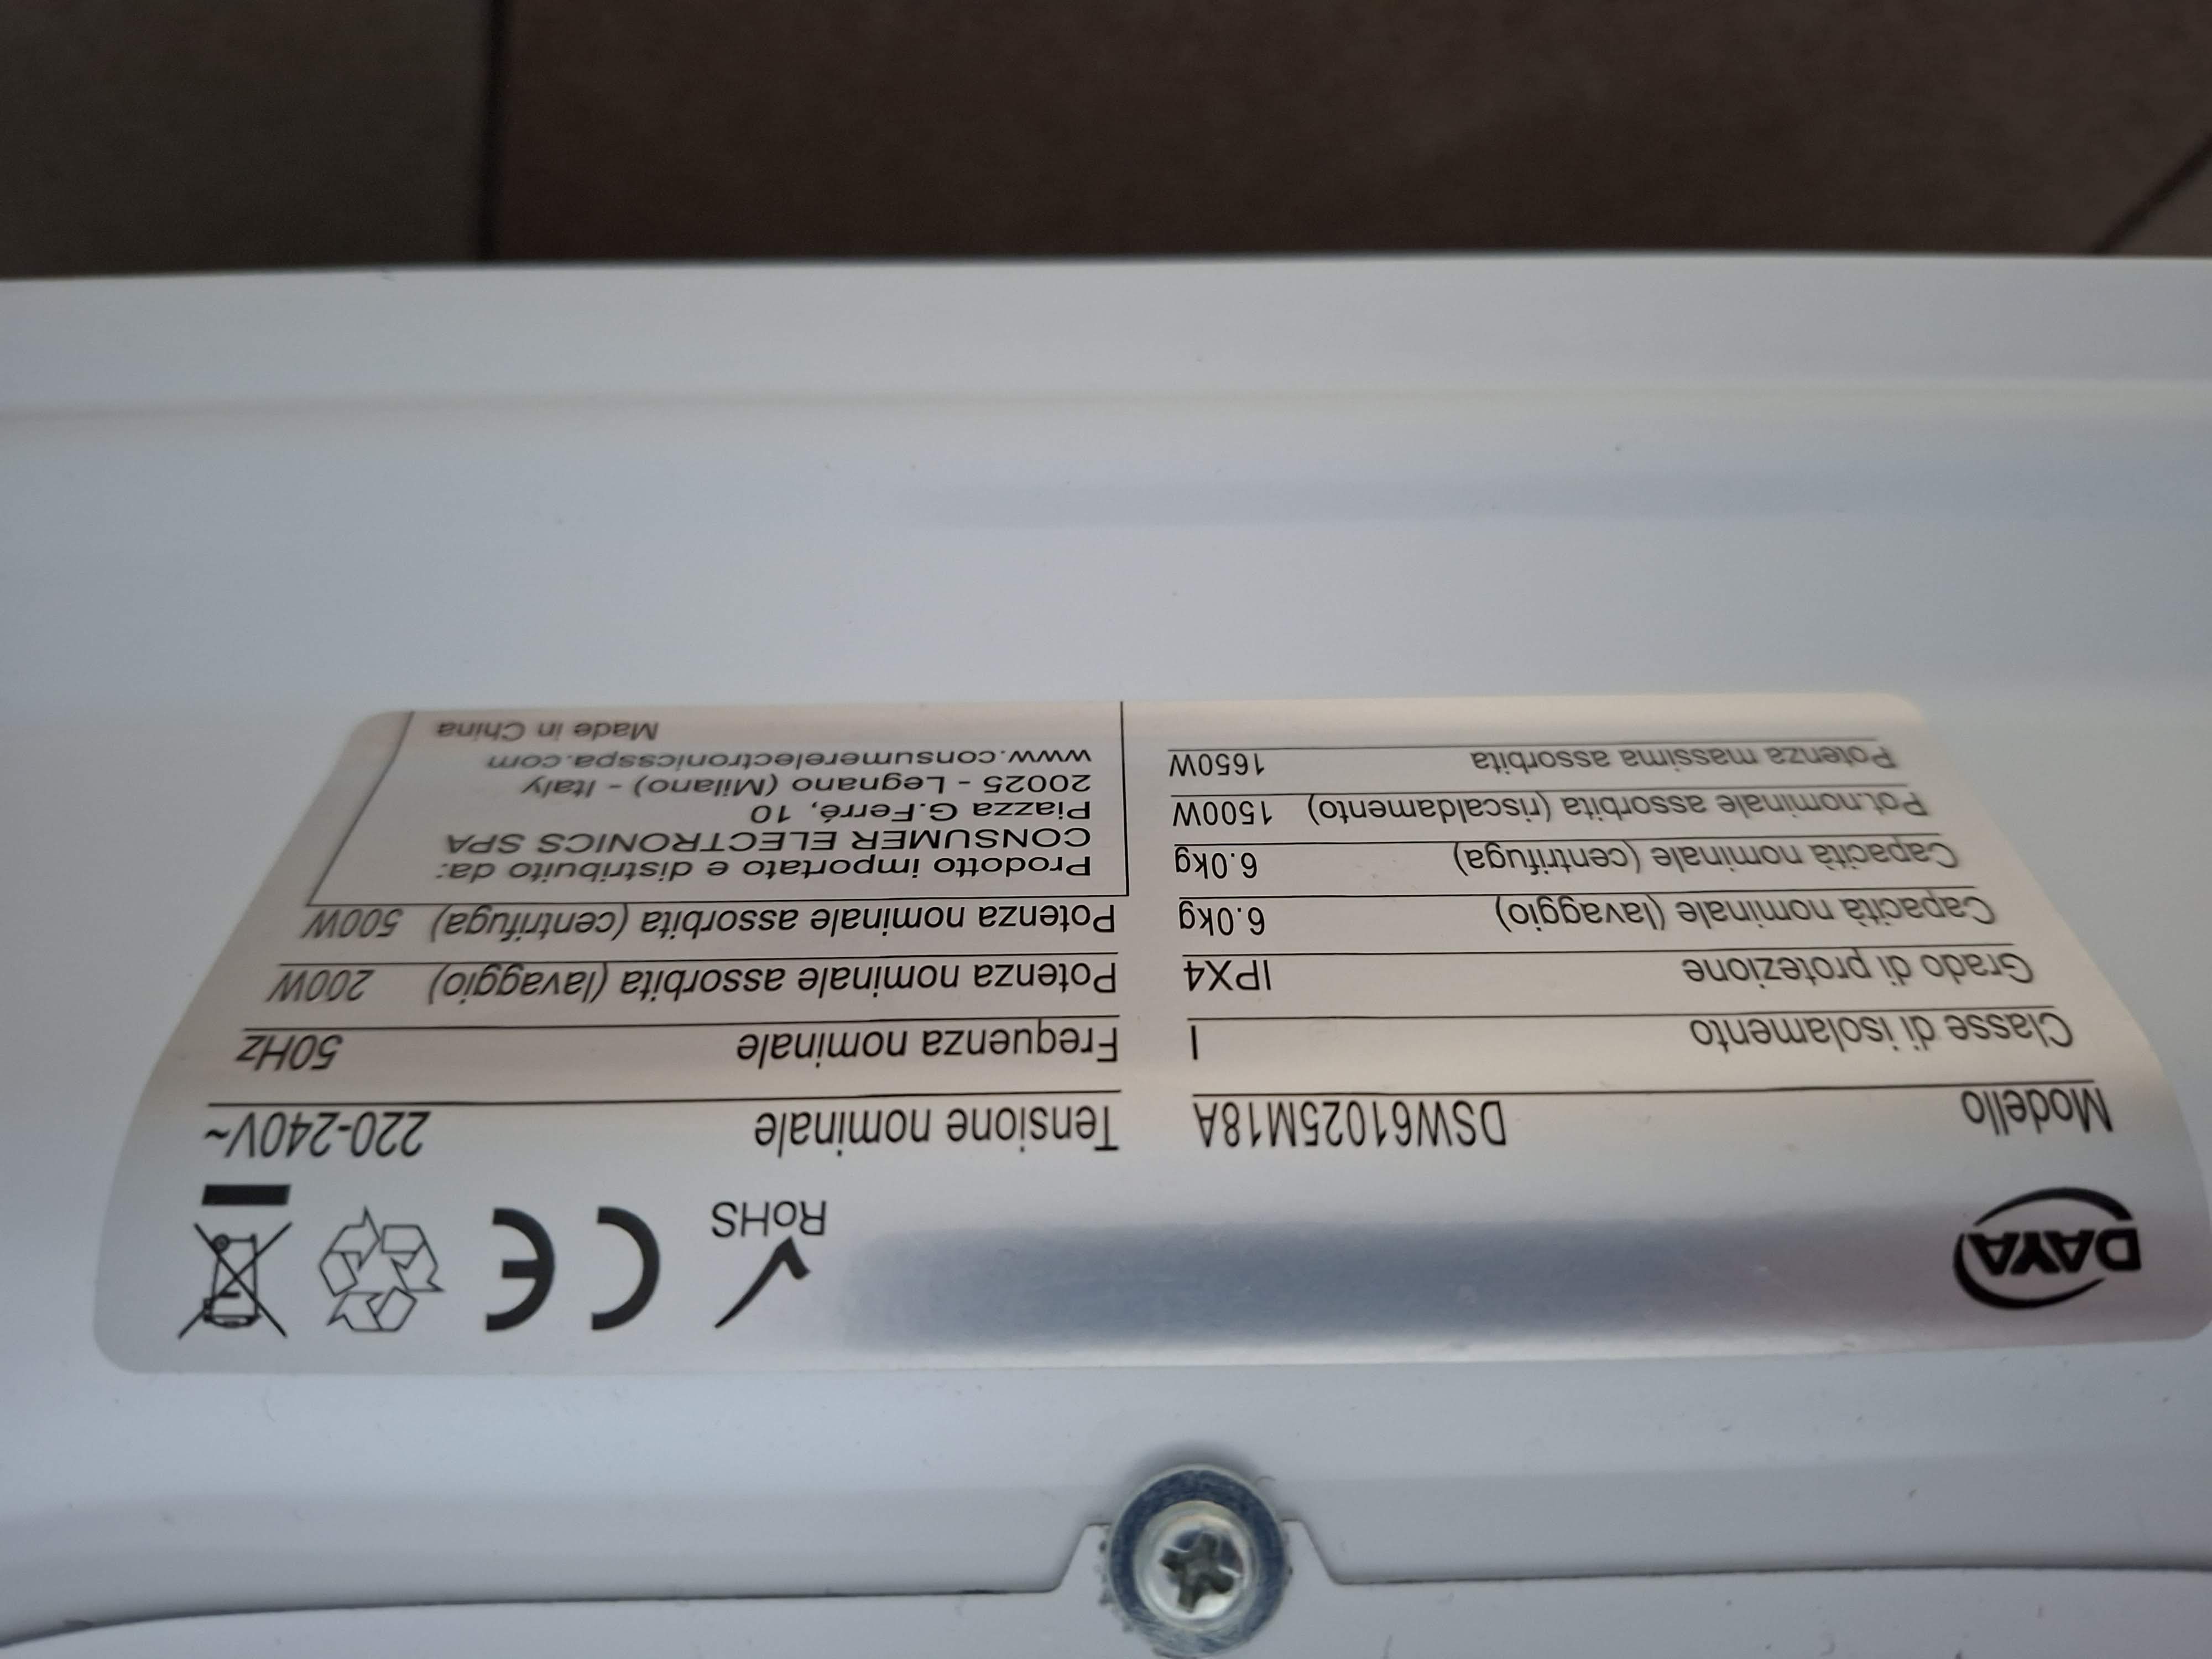 DAYA
RoHS
CE
Modello DSW61025M18A
Classe di isolamento I
Grado di protezione IPX4
Capacità nominale (lavaggio) 6.0kg
Capacità nominale (centrifuga) 6.0kg
Pot.nominale assorbita (riscaldamento) 1500W
Potenza massima assorbita 1650W
Tensione nominale 220-240V~
Frequenza nominale 50Hz
Potenza nominale assorbita (lavaggio) 200W
Potenza nominale assorbita (centrifuga) 500W
Prodotto importato e distribuito da:
CONSUMER ELECTRONICS SPA
Piazza G.Ferré, 10
20025 - Legnano (Milano) - Italy
www.consumerelectronicsspa.com
Made in China